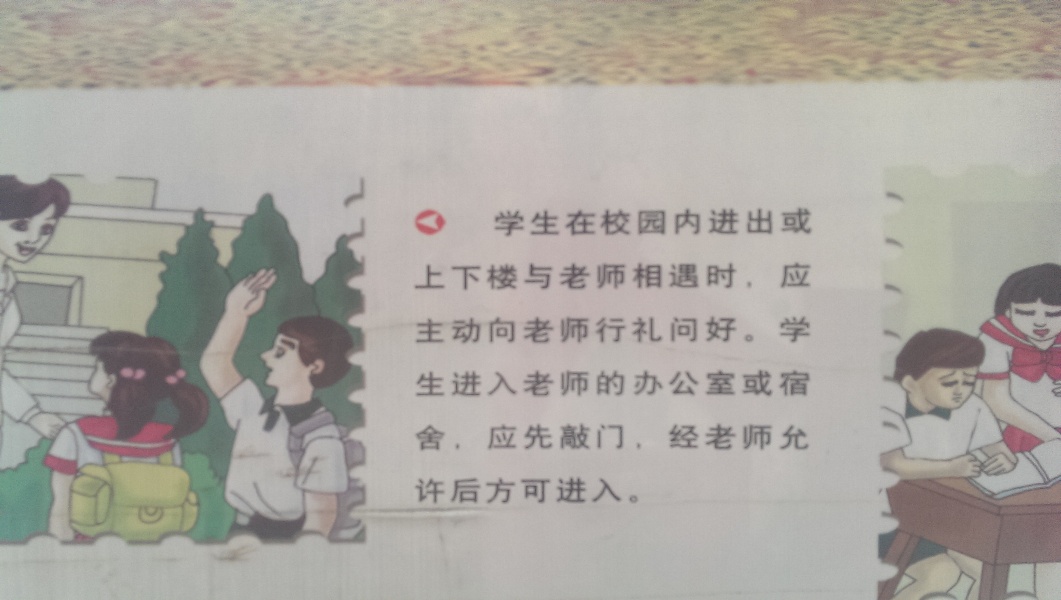 学生在校园内进出或
上下楼与老师相遇时，应
主动向老师行礼问好。学
生进入老师的办公室或宿
舍，应先敲门，经老师允
许后方可进入。